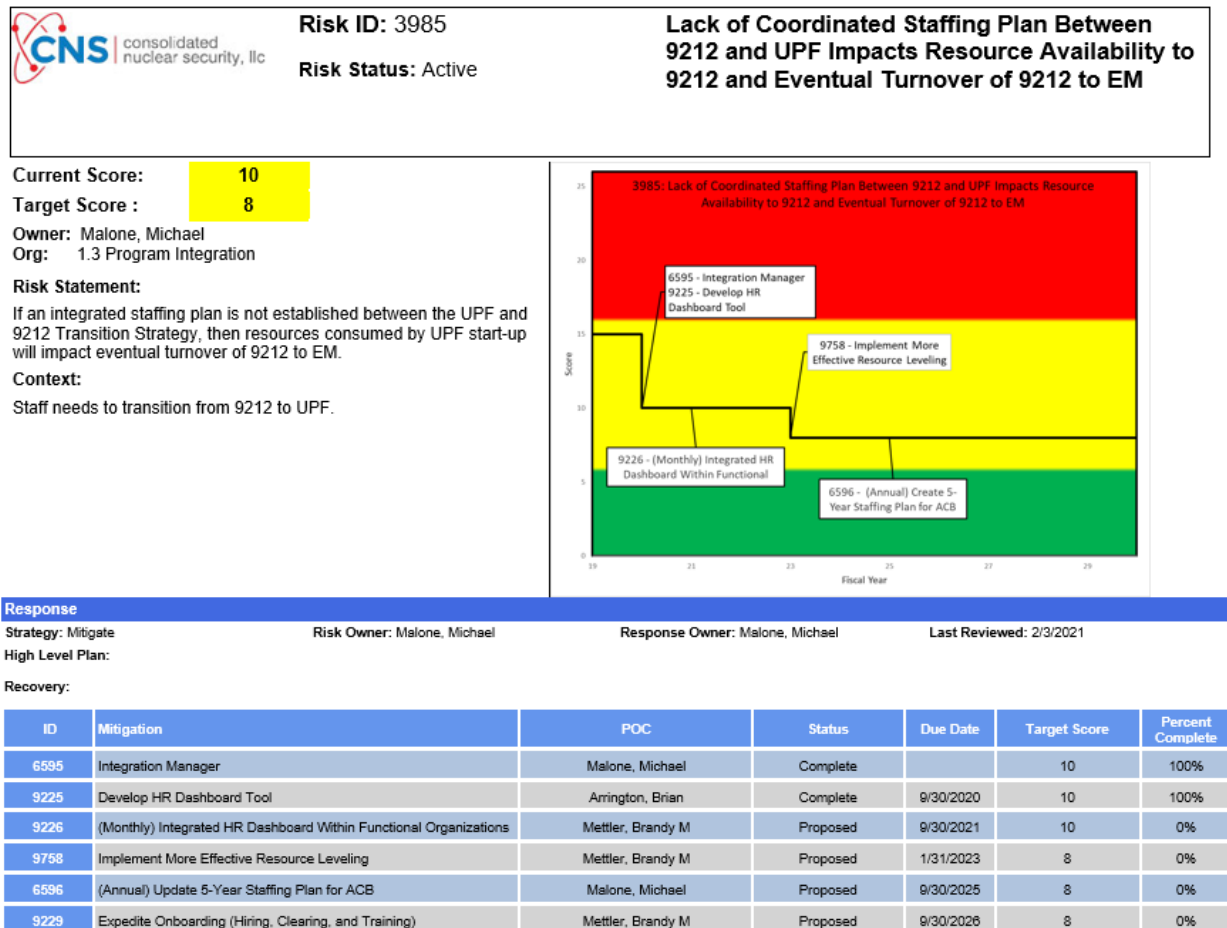 CNS consolidated
nuclear security, llc
Risk ID: 3985
Risk Status: Active
Lack of Coordinated Staffing Plan Between
9212 and UPF Impacts Resource Availability to
9212 and Eventual Turnover of 9212 to EM
Current Score: 10
Target Score : 8
Owner: Malone, Michael
Org: 1.3 Program Integration
Risk Statement:
If an integrated staffing plan is not established between the UPF and
9212 Transition Strategy, then resources consumed by UPF start-up
will impact eventual turnover of 9212 to EM.
Context:
Staff needs to transition from 9212 to UPF.
3985: Lack of Coordinated Staffing Plan Between 9212 and UPF Impacts Resource
Availability to 9212 and Eventual Turnover of 9212 to EM
25
20
15
10
5
0
Score
6595 - Integration Manager
9225 - Develop HR
Dashboard Tool
9758 - Implement More
Effective Resource Leveling
9226 - (Monthly) Integrated HR
Dashboard Within Functional
6596 - (Annual) Create 5-
Year Staffing Plan for ACB
19 21 23 25 27 29
Fiscal Year
Response
Strategy: Mitigate Risk Owner: Malone, Michael Response Owner: Malone, Michael Last Reviewed: 2/3/2021
High Level Plan:
Recovery:
ID Mitigation POC Status Due Date Target Score Percent
Complete
6595 Integration Manager Malone, Michael Complete 10 100%
9225 Develop HR Dashboard Tool Arrington, Brian Complete 9/30/2020 10 100%
9226 (Monthly) Integrated HR Dashboard Within Functional Organizations Mettler, Brandy M Proposed 9/30/2021 10 0%
9758 Implement More Effective Resource Leveling Mettler, Brandy M Proposed 1/31/2023 8 0%
6596 (Annual) Update 5-Year Staffing Plan for ACB Malone, Michael Proposed 9/30/2025 8 0%
9229 Expedite Onboarding (Hiring, Clearing, and Training) Mettler, Brandy M Proposed 9/30/2026 8 0%